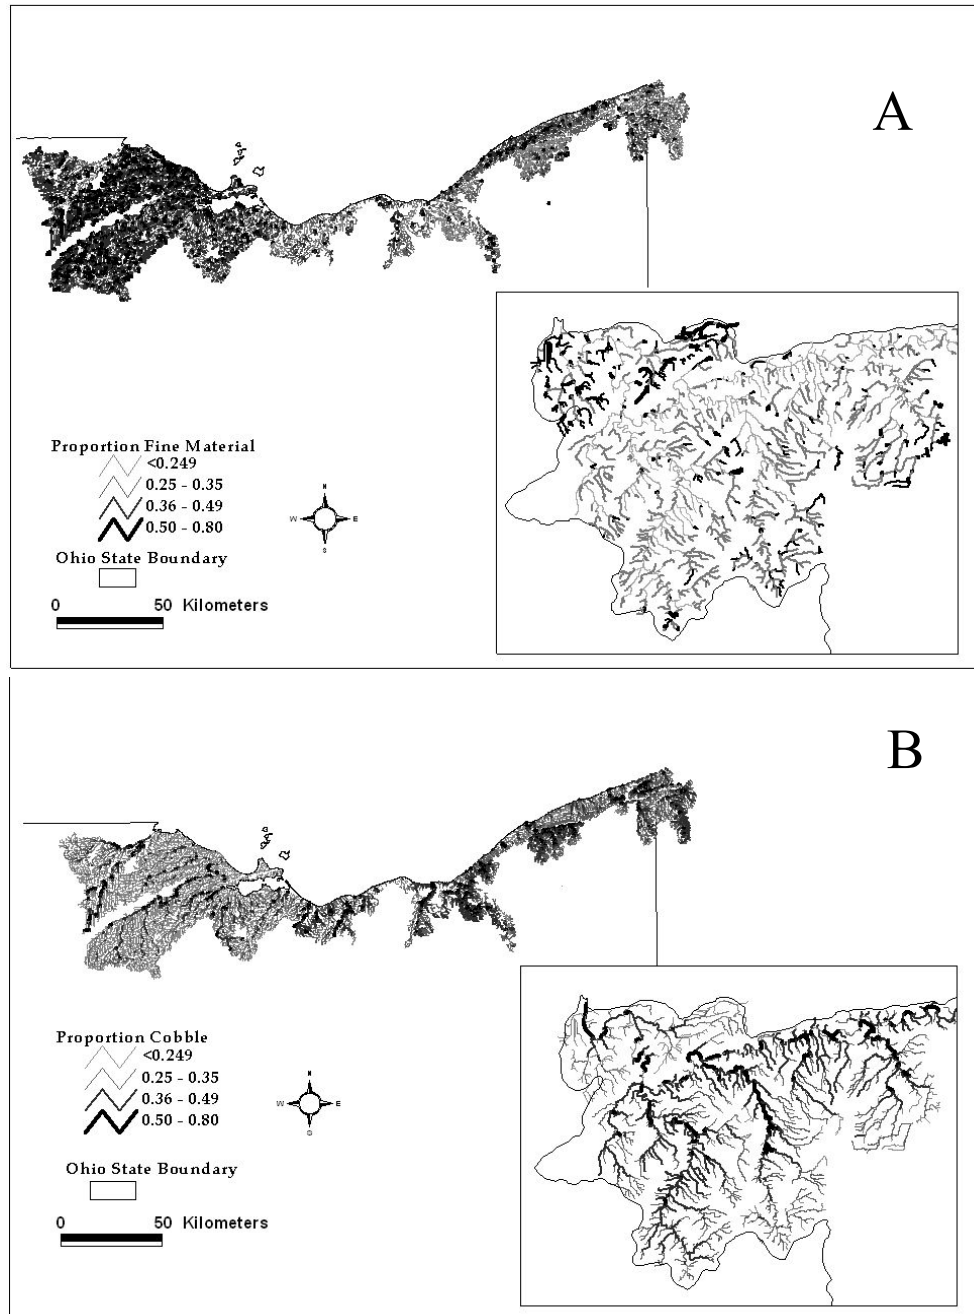 A
Proportion Fine Material
<0.249
0.25 - 0.35
0.36 - 0.49
0.50 - 0.80
Ohio State Boundary
N
W E
S
0 50 Kilometers
B
Proportion Cobble
<0.249
0.25 - 0.35
0.36 - 0.49
0.50 - 0.80
Ohio State Boundary
N
W E
0 50 Kilometers